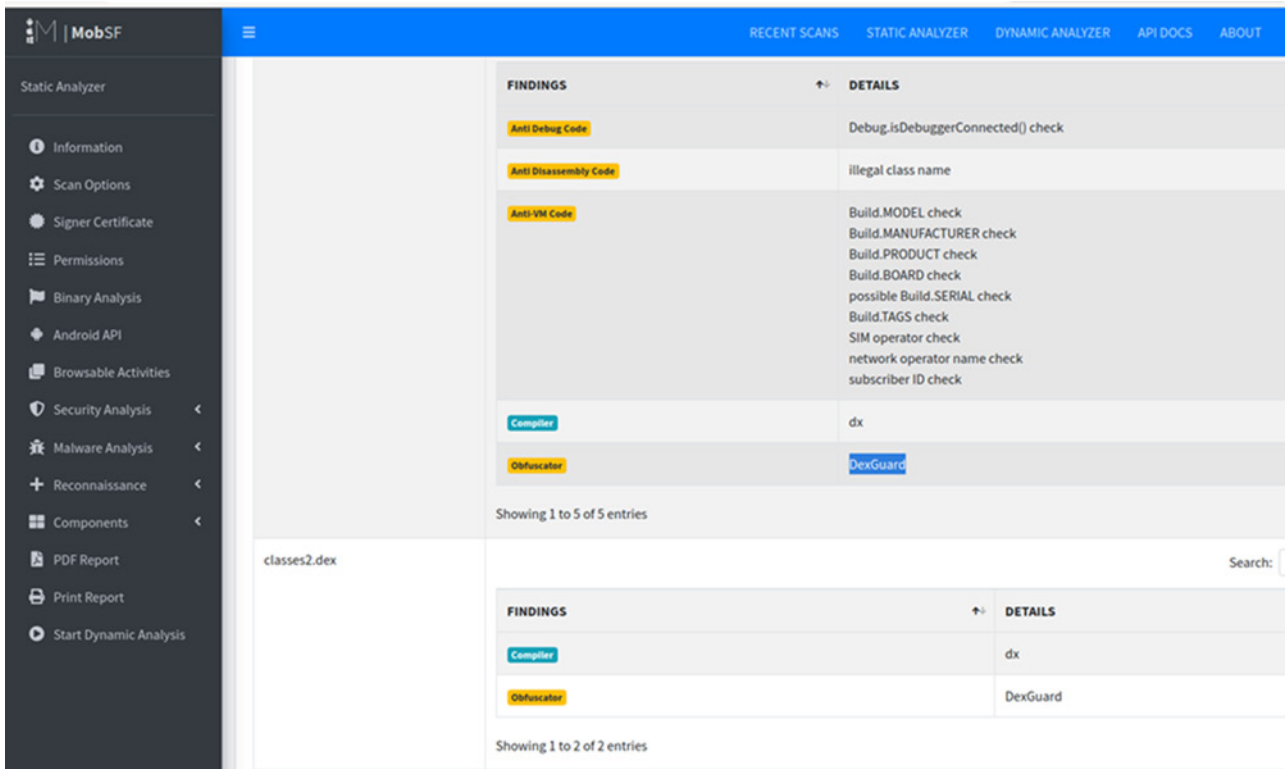 MobSF
RECENT SCANS STATIC ANALYZER DYNAMIC ANALYZER API DOCS ABOUT
Static Analyzer
Information
Scan Options
Signer Certificate
Permissions
Binary Analysis
Android API
Browsable Activities
Security Analysis
Malware Analysis
Reconnaissance
Components
PDF Report
Print Report
Start Dynamic Analysis
FINDINGS DETAILS
Anti Debug Code Debug.isDebuggerConnected() check
Anti Disassembly Code illegal class name
Anti-VM Code Build.MODEL check
Build.MANUFACTURER check
Build.PRODUCT check
Build.BOARD check
possible Build.SERIAL check
Build.TAGS check
SIM operator check
network operator name check
subscriber ID check
Compiler dx
Obfuscator DexGuard
Showing 1 to 5 of 5 entries
classes2.dex Search:
FINDINGS DETAILS
Compiler dx
Obfuscator DexGuard
Showing 1 to 2 of 2 entries